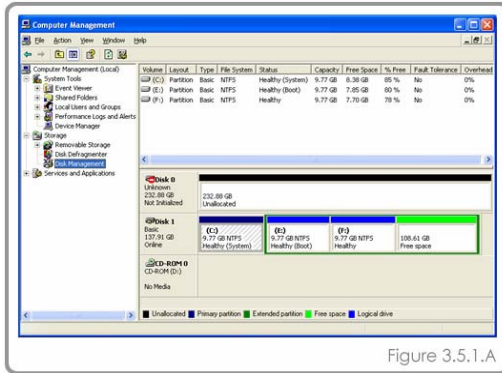 Computer Management
File Action View Window Help
Computer Management (Local)
System Tools
Event Viewer
Shared Folders
Local Users and Groups
Performance Logs and Alerts
Device Manager
Storage
Removable Storage
Disk Defragmenter
Disk Management
Services and Applications
Volume Layout Type File System Status Capacity Free Space % Free Fault Tolerance Overhead
(C:) Partition Basic NTFS Healthy (System) 9.77 GB 8.38 GB 85 % No 0%
(E:) Partition Basic NTFS Healthy (Boot) 9.77 GB 7.85 GB 80 % No 0%
(F:) Partition Basic NTFS Healthy 9.77 GB 7.70 GB 78 % No 0%
Disk 0
Unknown
232.88 GB
Not Initialized
232.88 GB
Unallocated
Disk 1
Basic
137.91 GB
Online
(C:)
9.77 GB NTFS
Healthy (System)
(E:)
9.77 GB NTFS
Healthy (Boot)
(F:)
9.77 GB NTFS
Healthy
108.61 GB
Free space
CD-ROM 0
CD-ROM (D:)
No Media
Unallocated Primary partition Extended partition Free space Logical drive
Figure 3.5.1.A